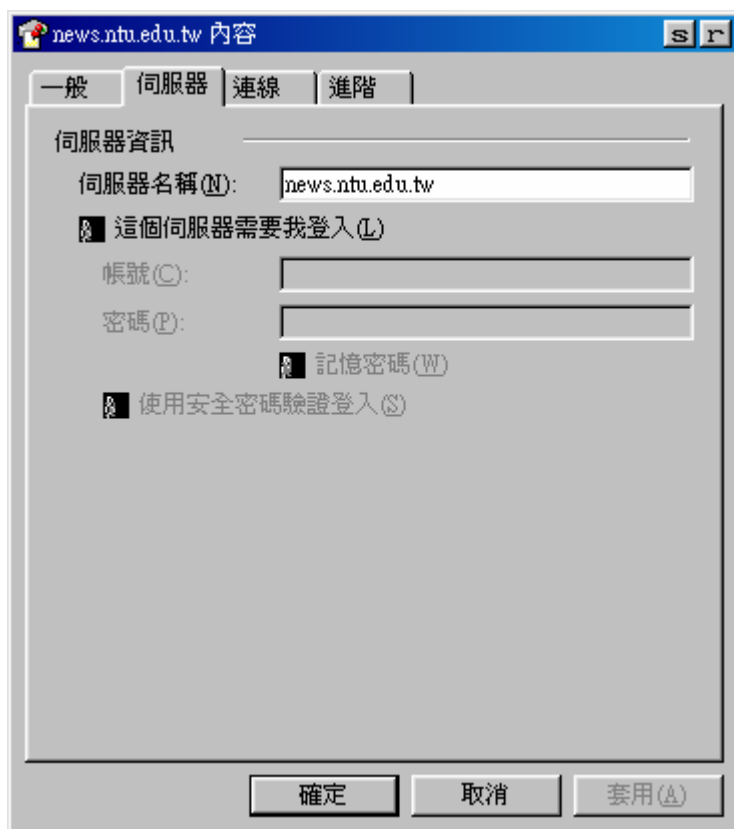 news.ntu.edu.tw 內容
s r
一般 伺服器 連線 進階
伺服器資訊
伺服器名稱(N): news.ntu.edu.tw
這個伺服器需要我登入(L)
帳號(C):
密碼(P):
記憶密碼(W)
使用安全密碼驗證登入(S)
確定 取消 套用(A)